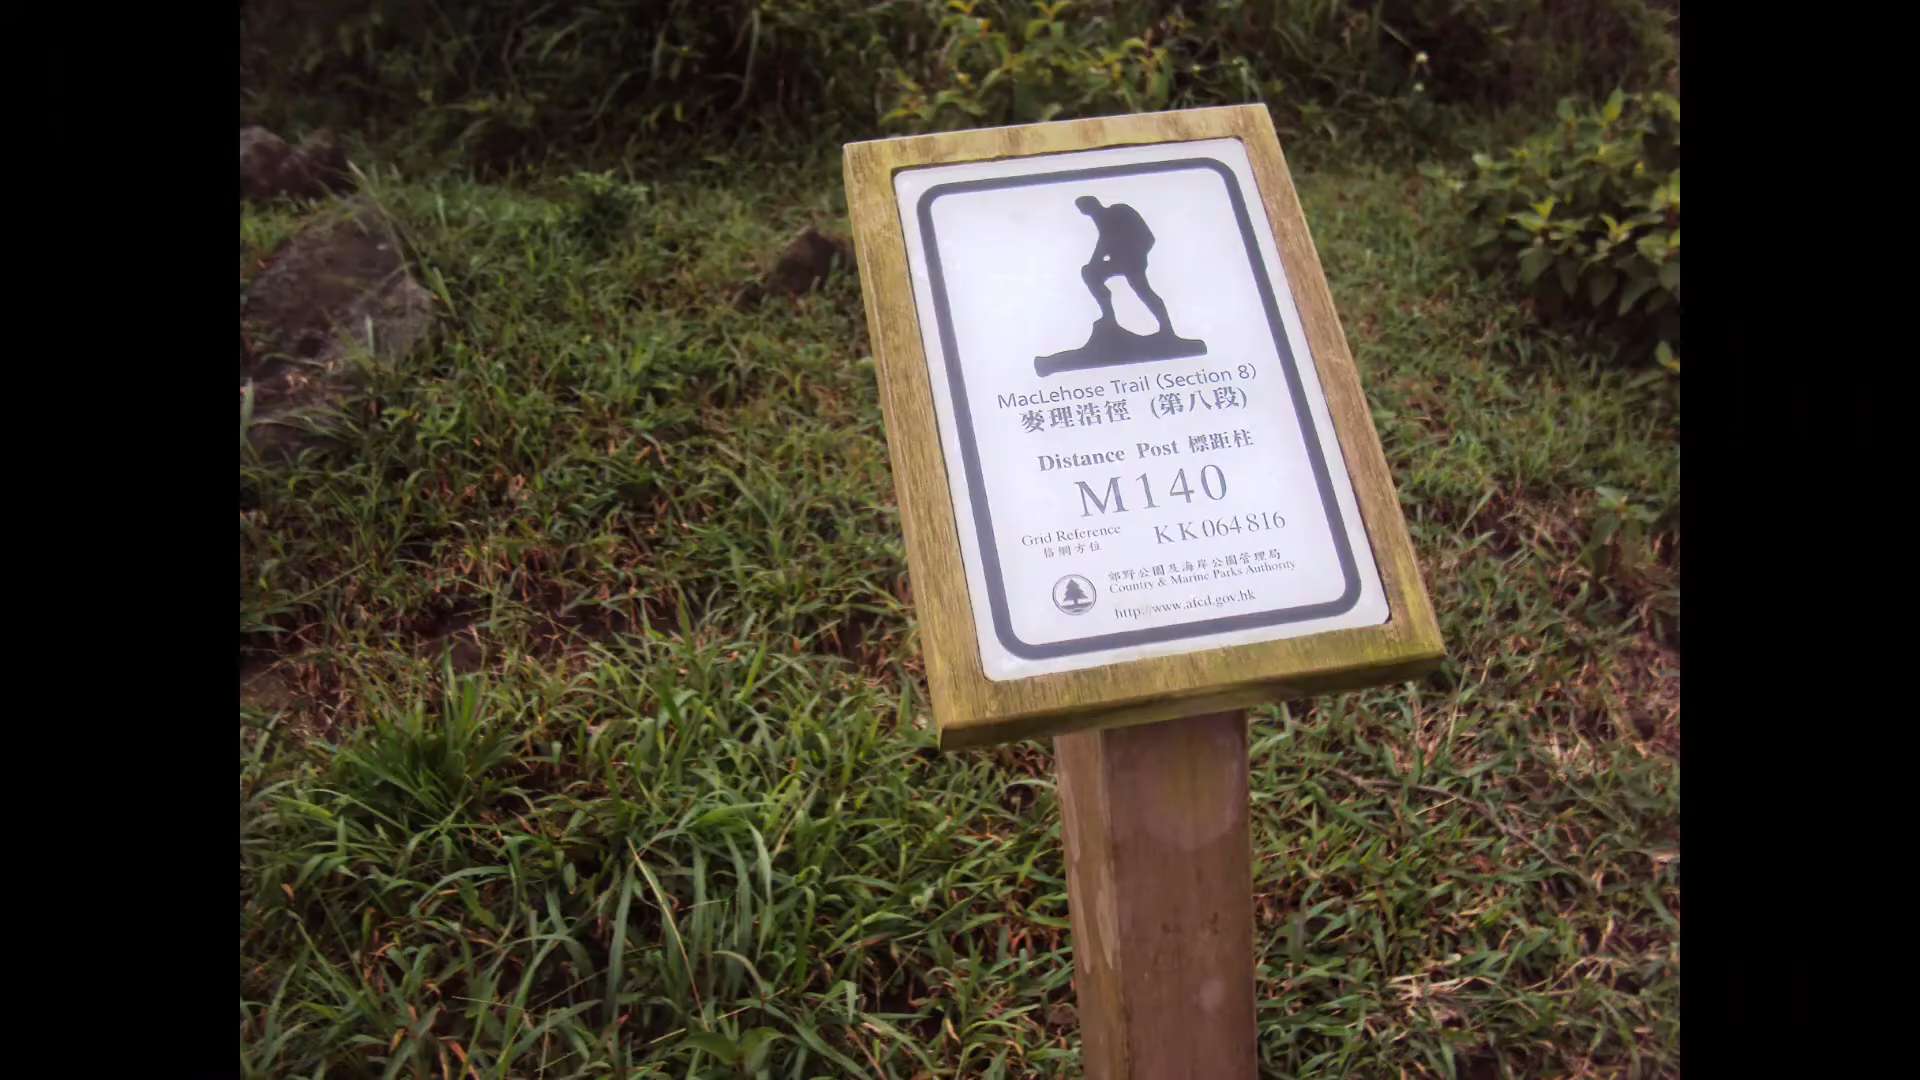 MacLehose Trail (Section 8)
麥理浩徑 (第八段)
Distance Post 標距柱
M140
Grid Reference KK064816
格網方位
郊野公園及海岸公園管理局
Country & Marine Parks Authority
http://www.afcd.gov.hk